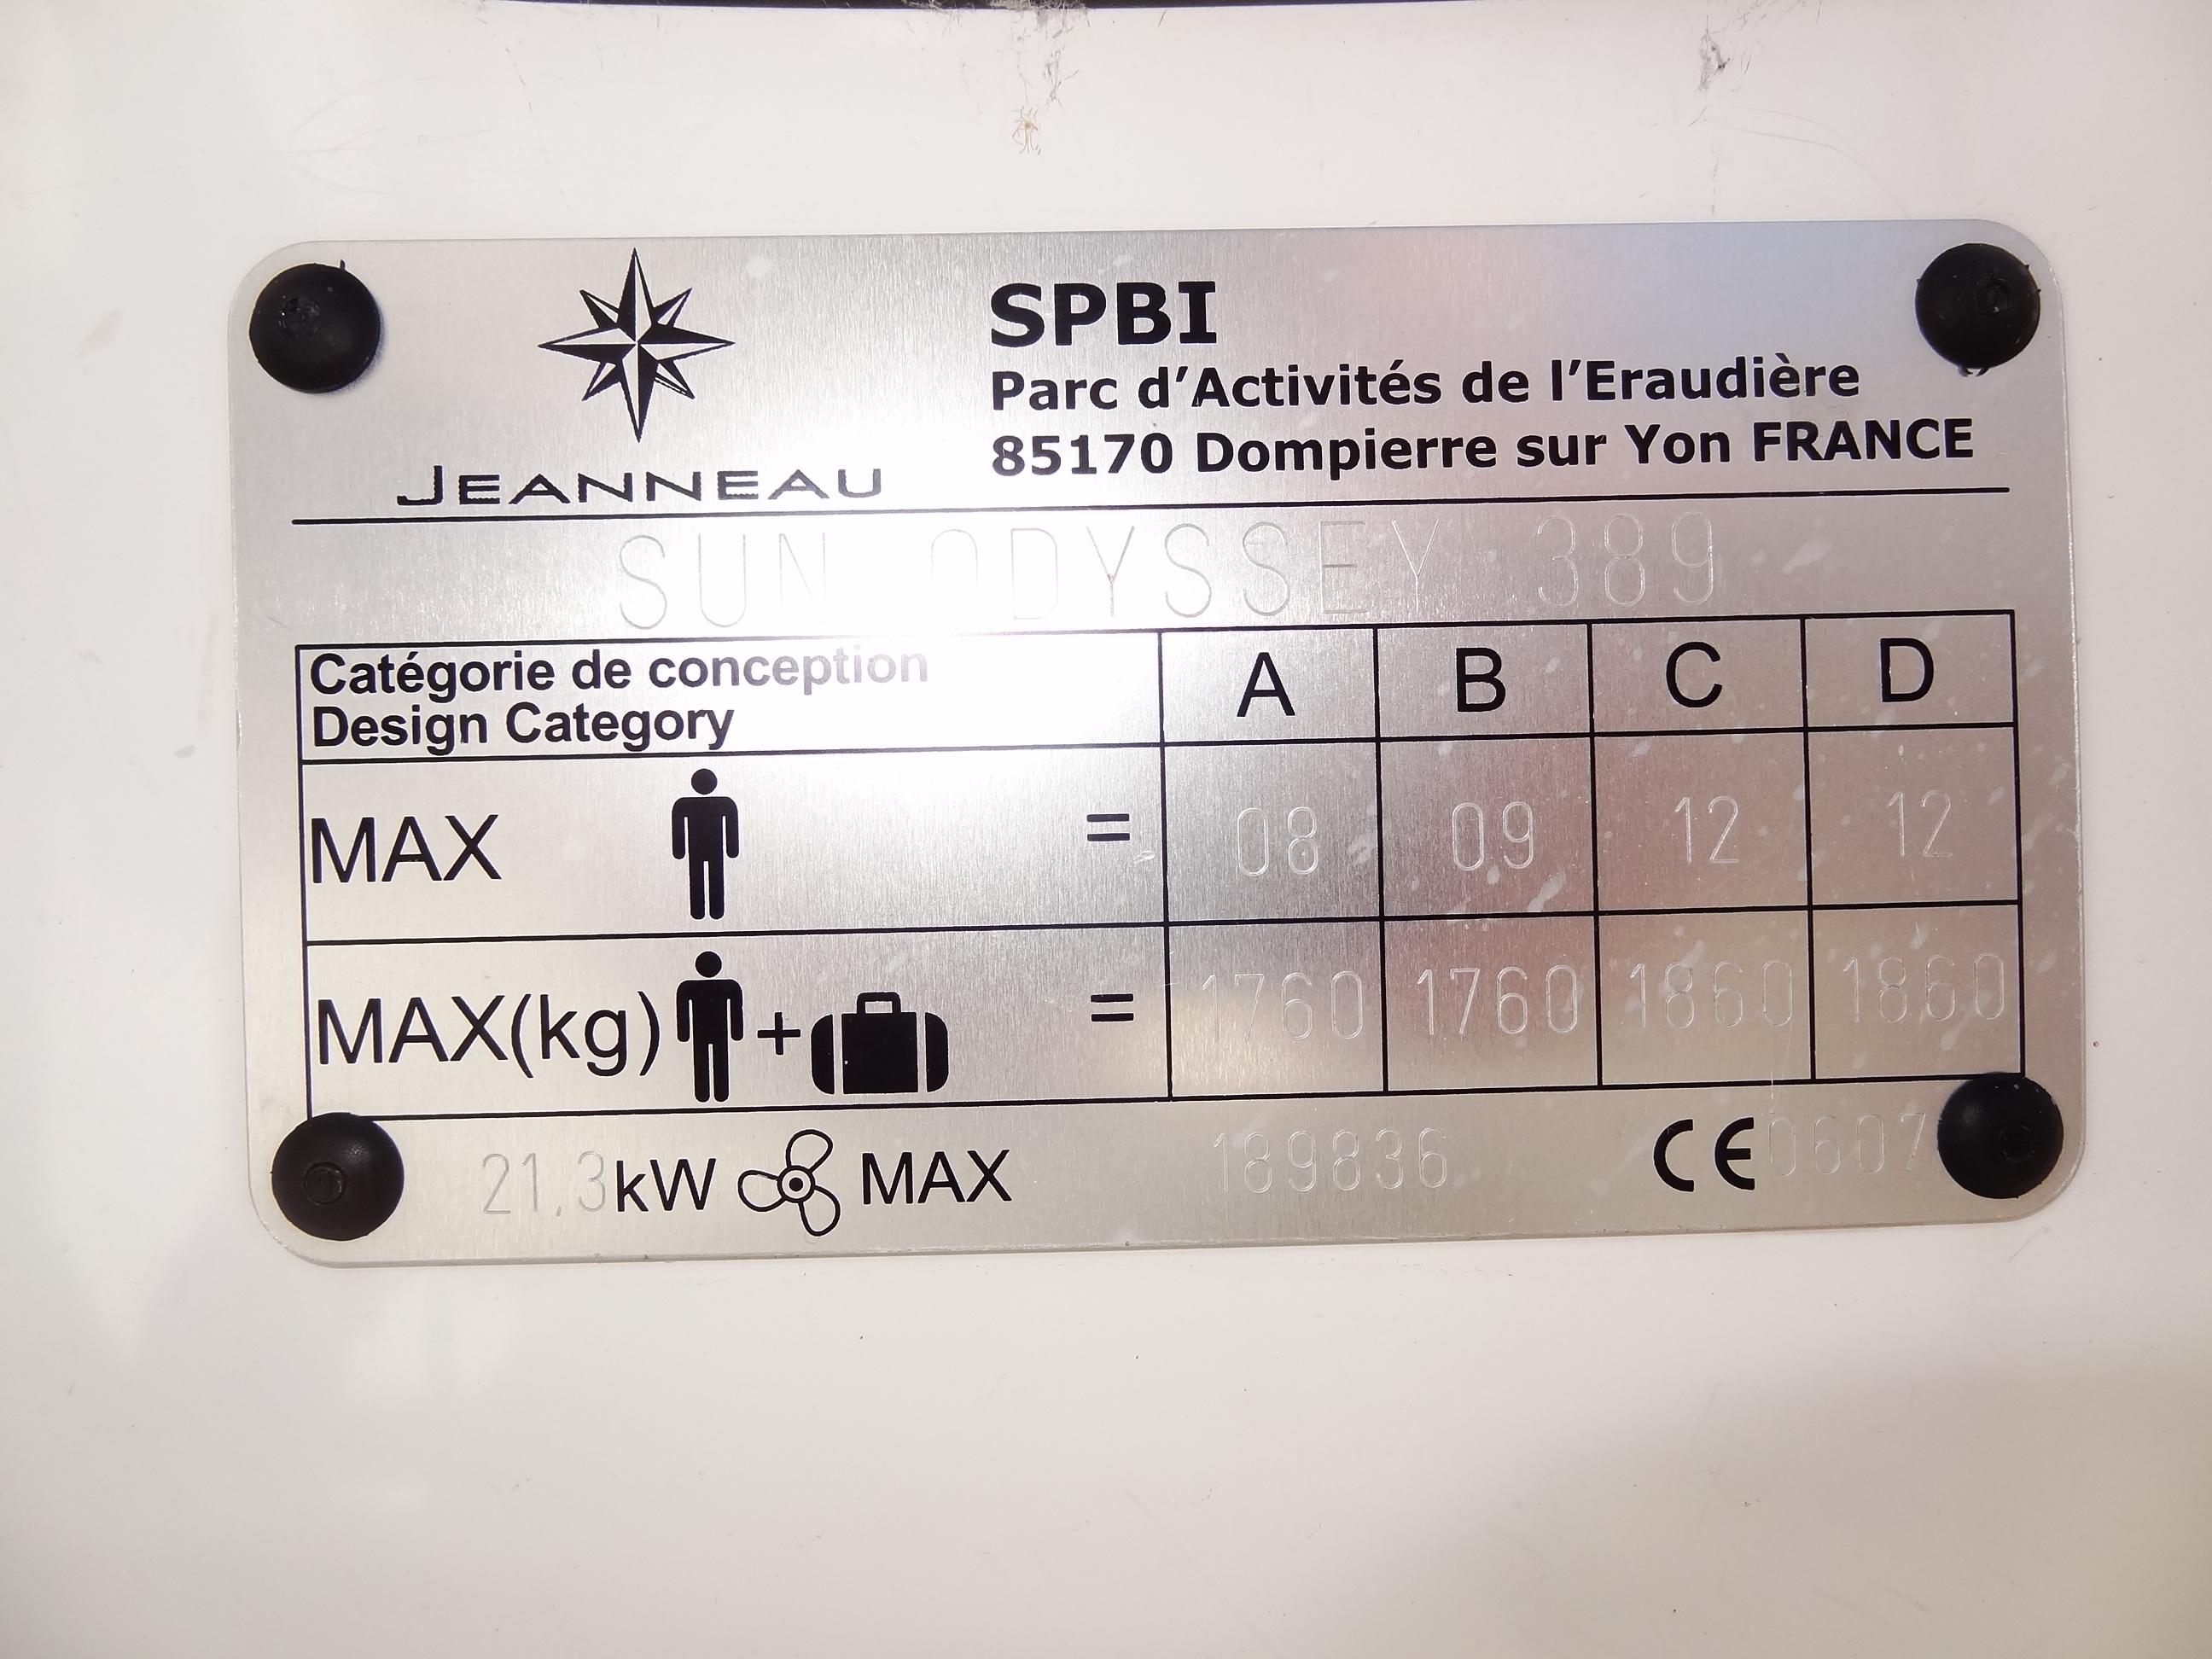 JEANNEAU
SPBI
Parc d'Activités de l'Eraudière
85170 Dompierre sur Yon FRANCE
SUN ODYSSEY 389
Catégorie de conception
Design Category
A B C D
MAX = 08 09 12 12
MAX(kg) + = 1760 1760 1860 1860
21.3kW MAX 189836 CE 0607